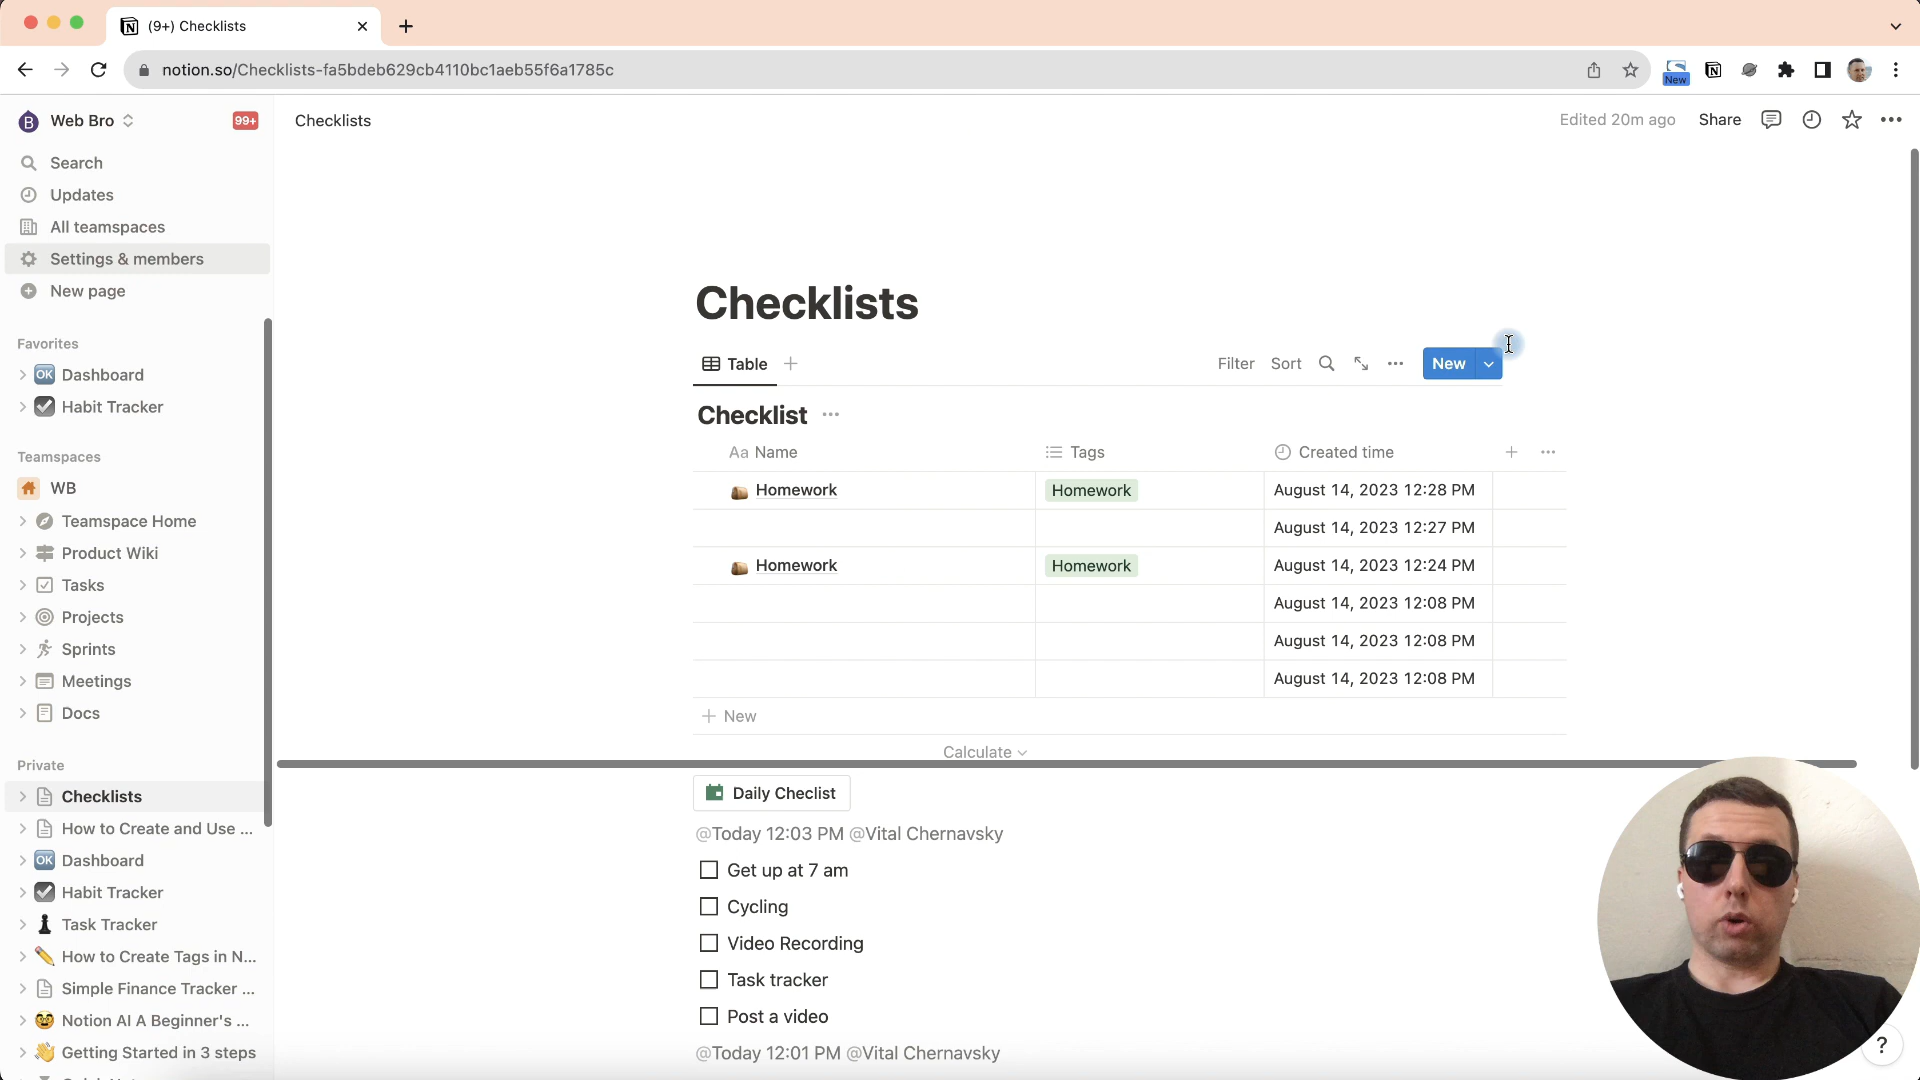 (9+) Checklists
notion.so/Checklists-fa5bdeb629cb4110bc1aeb55f6a1785c
New
B Web Bro
99+
Checklists
Edited 20m ago
Share
Search
Updates
All teamspaces
Settings & members
New page
Favorites
OK Dashboard
Habit Tracker
Teamspaces
WB
Teamspace Home
Product Wiki
Tasks
Projects
Sprints
Meetings
Docs
Private
Checklists
How to Create and Use ...
OK Dashboard
Habit Tracker
Task Tracker
How to Create Tags in N...
Simple Finance Tracker ...
Notion AI A Beginner's ...
Getting Started in 3 steps
Checklists
Table
Filter Sort
New
Checklist
Aa Name Tags Created time
Homework Homework August 14, 2023 12:28 PM
August 14, 2023 12:27 PM
Homework Homework August 14, 2023 12:24 PM
August 14, 2023 12:08 PM
August 14, 2023 12:08 PM
August 14, 2023 12:08 PM
+ New
Calculate
Daily Checlist
@Today 12:03 PM @Vital Chernavsky
Get up at 7 am
Cycling
Video Recording
Task tracker
Post a video
@Today 12:01 PM @Vital Chernavsky
?